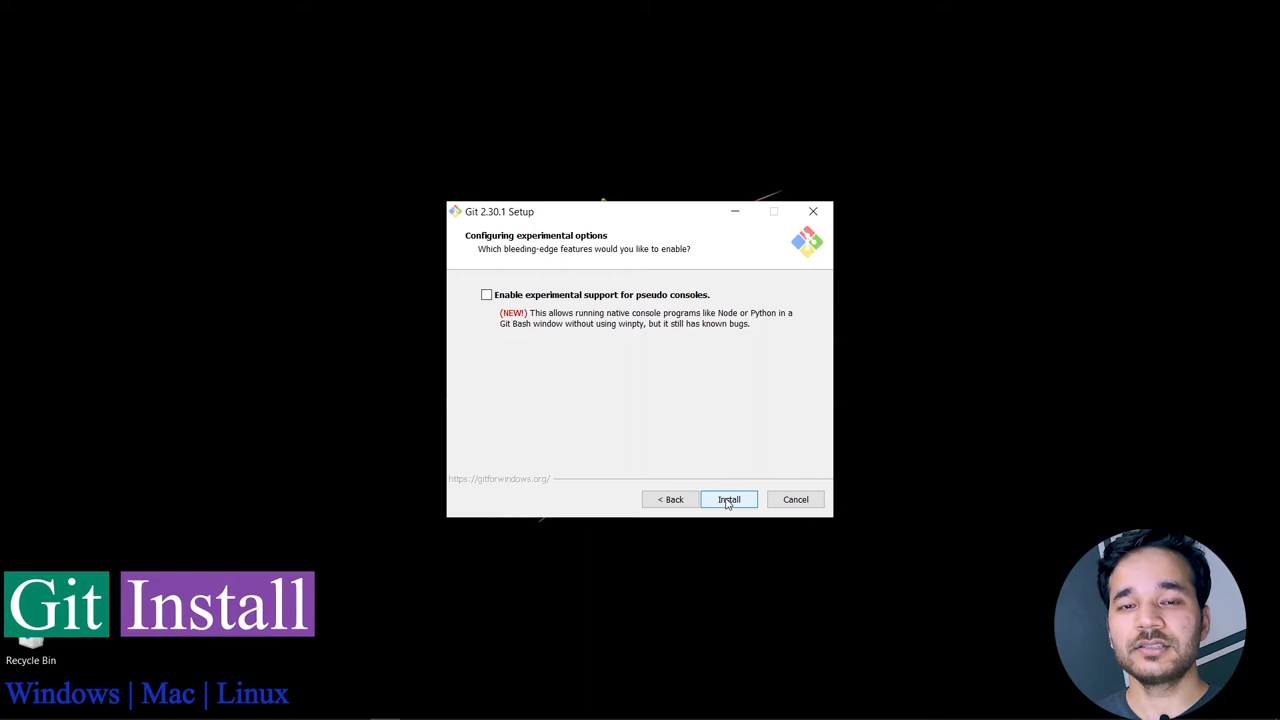 Git 2.30.1 Setup
Configuring experimental options
Which bleeding-edge features would you like to enable?
Enable experimental support for pseudo consoles.
(NEW!) This allows running native console programs like Node or Python in a
Git Bash window without using winpty, but it still has known bugs.
https://gitforwindows.org/
< Back
Install
Cancel
Git Install
Recycle Bin
Windows | Mac | Linux